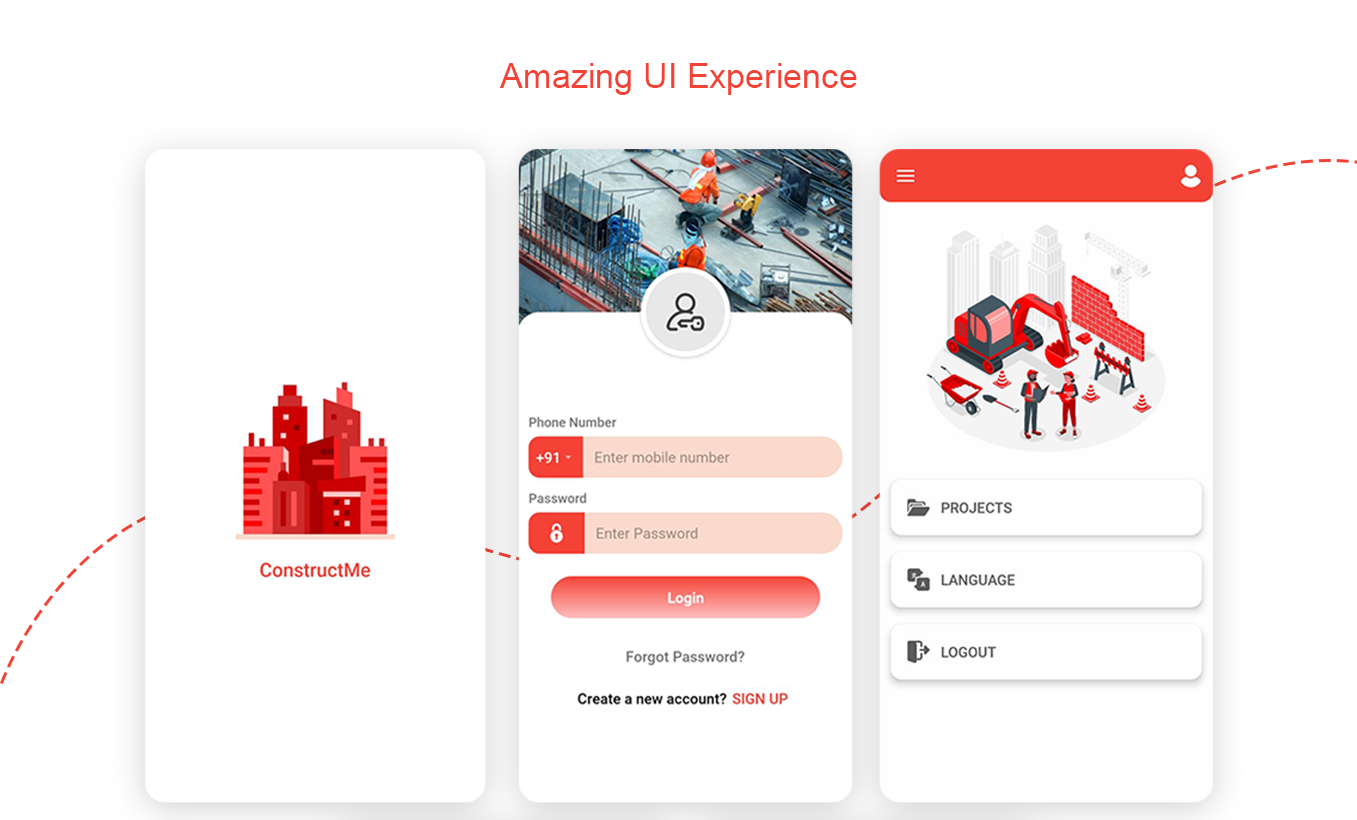 Amazing UI Experience
ConstructMe
Phone Number
+91
Enter mobile number
Password
Enter Password
Login
Forgot Password?
Create a new account? SIGN UP
PROJECTS
LANGUAGE
LOGOUT